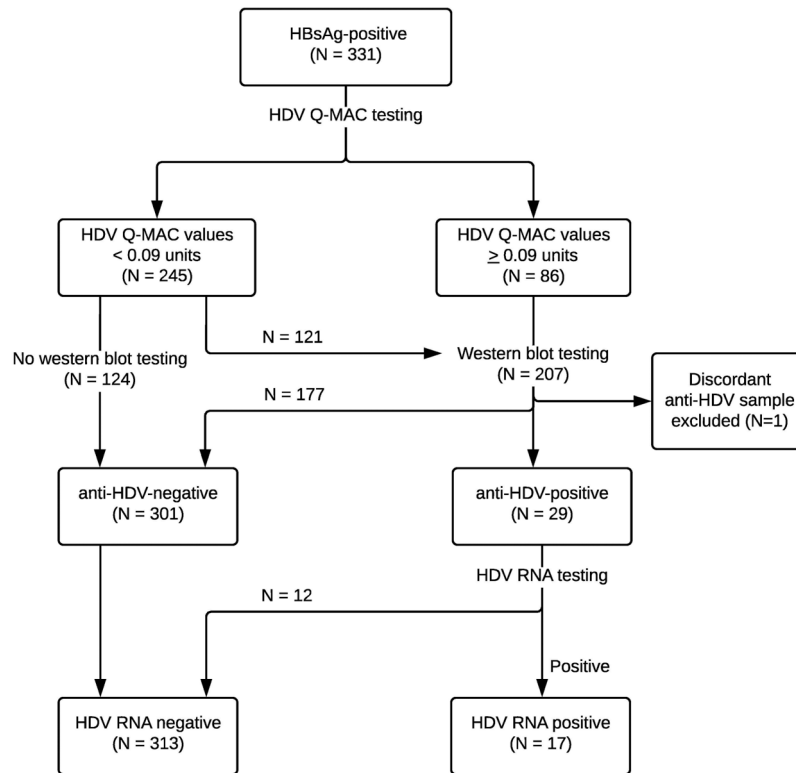 HBsAg-positive
(N = 331)
HDV Q-MAC testing
HDV Q-MAC values
< 0.09 units
(N = 245)
HDV Q-MAC values
≥ 0.09 units
(N = 86)
N = 121
No western blot testing
(N = 124)
Western blot testing
(N = 207)
N = 177
Discordant
anti-HDV sample
excluded (N=1)
anti-HDV-negative
(N = 301)
anti-HDV-positive
(N = 29)
HDV RNA testing
N = 12
Positive
HDV RNA negative
(N = 313)
HDV RNA positive
(N = 17)